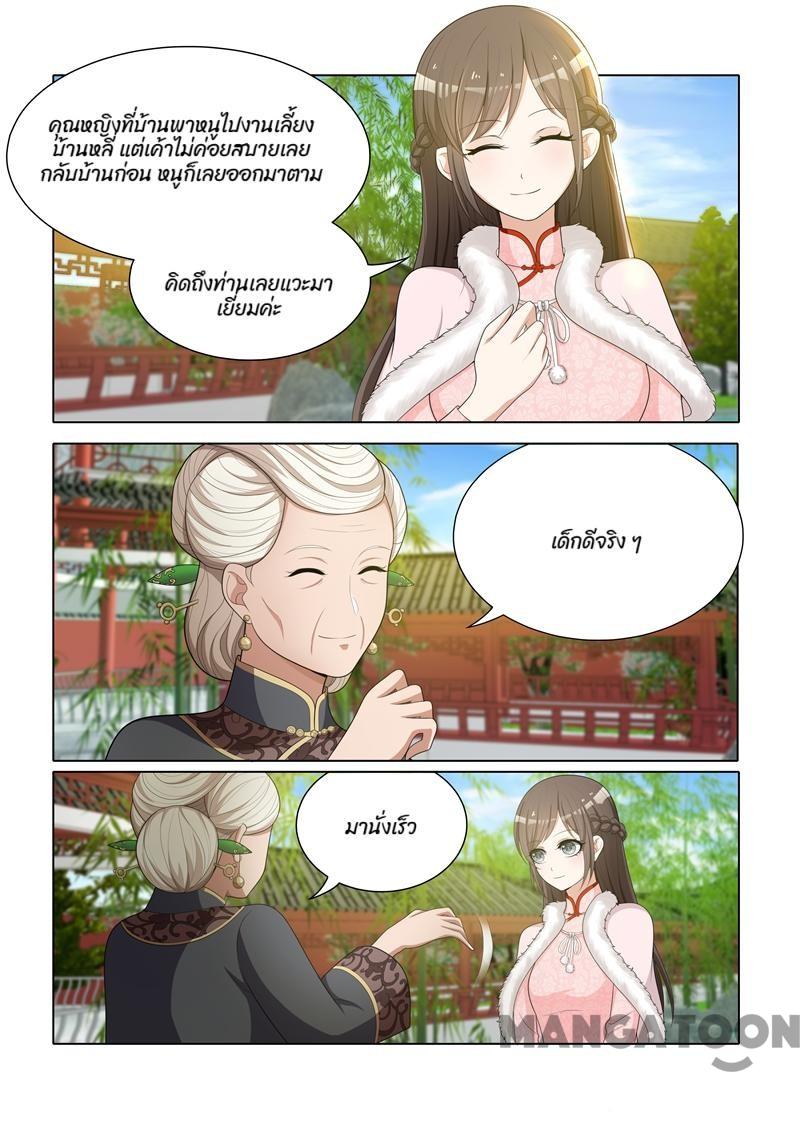 คุณหญิงที่บ้านพาหนูไปงานเลี้ยง
บ้านหลี่ แต่เค้าไม่ค่อยสบายเลย
กลับบ้านก่อน หนูก็เลยออกมาตาม
คิดถึงท่านเลยแวะมา
เยี่ยมค่ะ
เด็กดีจริง ๆ
มานั่งเร็ว
MANGATOON